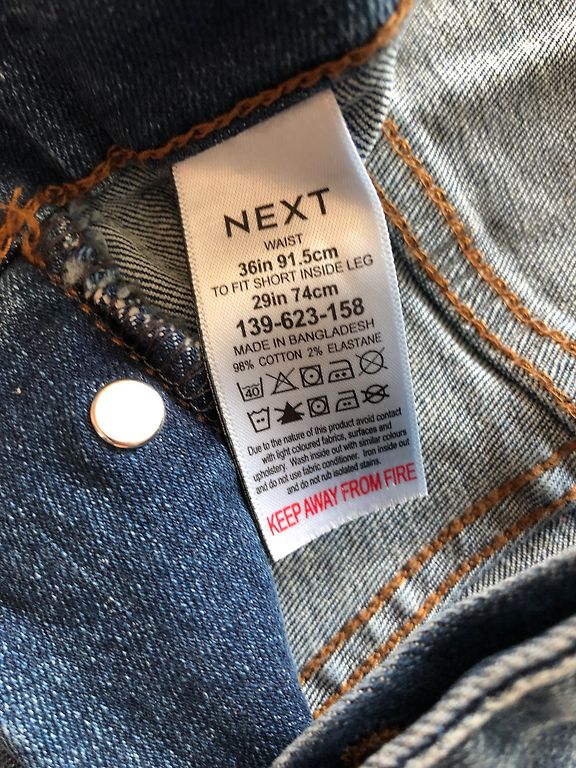 NEXT
WAIST
36in 91.5cm
TO FIT SHORT INSIDE LEG
29in 74cm
139-623-158
MADE IN BANGLADESH
98% COTTON 2% ELASTANE
40
Due to the nature of this product avoid contact
with light coloured fabrics, surfaces and
upholstery. Wash inside out with similar colours
and do not use fabric conditioner. Iron inside out
and do not rub isolated stains.
KEEP AWAY FROM FIRE